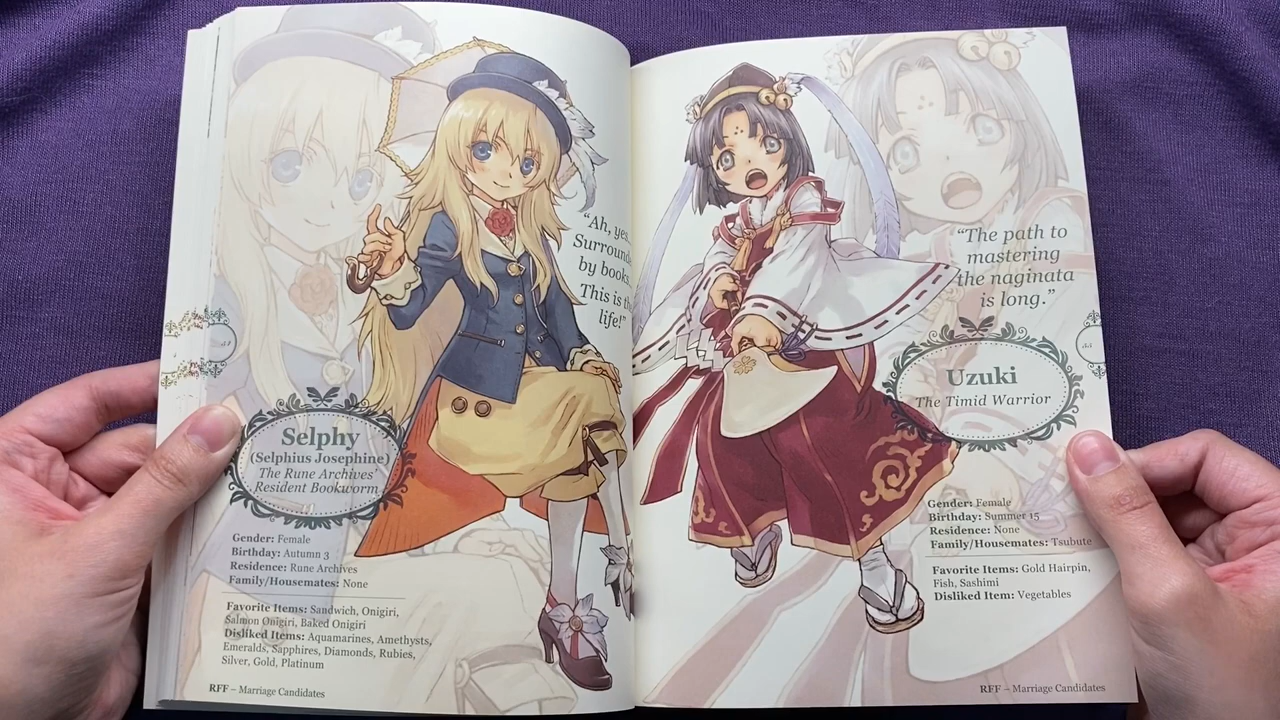 “Ah, yes...
Surrounded
by books.
This is the
life!”
Selphy
(Selphius Josephine)
The Rune Archives’
Resident Bookworm
Gender: Female
Birthday: Autumn 3
Residence: Rune Archives
Family/Housemates: None
Favorite Items: Sandwich, Onigiri,
Salmon Onigiri, Baked Onigiri
Disliked Items: Aquamarines, Amethysts,
Emeralds, Sapphires, Diamonds, Rubies,
Silver, Gold, Platinum
RFF – Marriage Candidates
“The path to
mastering
the naginata
is long.”
Uzuki
The Timid Warrior
Gender: Female
Birthday: Summer 15
Residence: None
Family/Housemates: Tsubute
Favorite Items: Gold Hairpin,
Fish, Sashimi
Disliked Item: Vegetables
RFF – Marriage Candidates